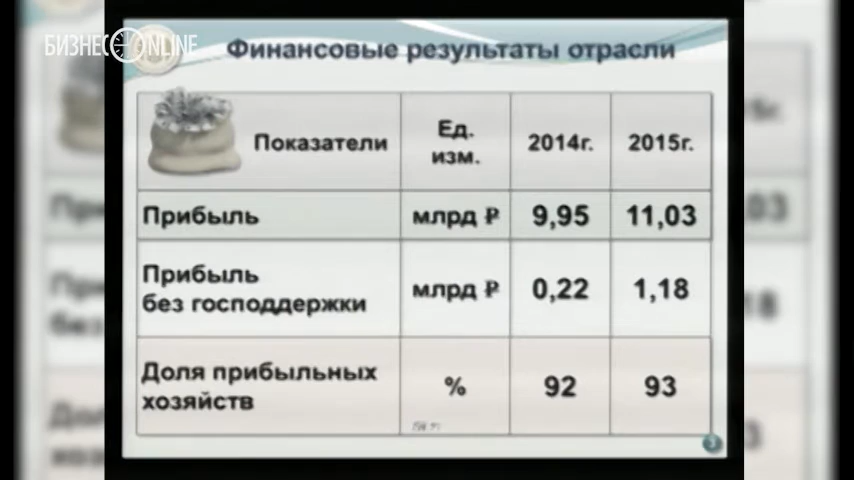 БИЗНЕС ONLINE
Финансовые результаты отрасли
Показатели
Ед.
изм.
2014г.
2015г.
Прибыль
млрд ₽
9,95
11,03
Прибыль
без господдержки
млрд ₽
0,22
1,18
Доля прибыльных
хозяйств
%
92
93
3